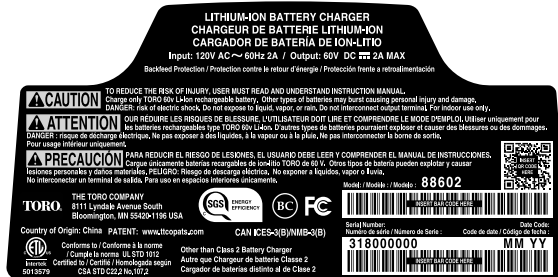 LITHIUM-ION BATTERY CHARGER
CHARGEUR DE BATTERIE LITHIUM-ION
CARGADOR DE BATERÍA DE ION-LITIO
Input: 120V AC ~ 60Hz 2A / Output: 60V DC ⎓ 2A MAX
Backfeed Protection / Protection contre le retour d'énergie / Protección frente a retroalimentación
CAUTION TO REDUCE THE RISK OF INJURY, USER MUST READ AND UNDERSTAND INSTRUCTION MANUAL.
Charge only TORO 60v Li-Ion rechargeable battery, Other types of batteries may burst causing personal injury and damage,
DANGER: risk of electric shock. Do not expose to liquid, vapor, or rain, Do not interconnect output terminal. For indoor use only.
ATTENTION OUR RÉDUIRE LES RISQUES DE BLESSURE, L'UTILISATEUR DOIT LIRE ET COMPRENDRE LE MODE D'EMPLOI. Utiliser uniquement pour
les batteries rechargeables type TORO 60V Li-Ion. D'autres types de batteries pourraient exploser et causer des blessures ou des dommages.
DANGER : risque de décharge électrique, Ne pas exposer à des liquides, à la vapeur ou à la pluie, Ne pas interconnecter la borne de sortie,
Pour usage intérieur uniquement.
PRECAUCIÓN PARA REDUCIR EL RIESGO DE LESIONES, EL USUARIO DEBE LEER Y COMPRENDER EL MANUAL DE INSTRUCCIONES.
Cargue únicamente baterías recargables de ion-litio TORO de 60 V. Otros tipos de batería pueden explotar y causar
lesiones personales y daños materiales, PELIGRO: Riesgo de descarga eléctrica, No exponer a líquidos, vapor o lluvia,
No interconectar un terminal de salida. Para uso en espacios interiores únicamente.
INSERT
QR CODE
HERE
Model: / Modèle : / Modelo : 88602
INSERT BAR CODE HERE
TORO.
THE TORO COMPANY
8111 Lyndale Avenue South
Bloomington, MN 55420-1196 USA
SGS ENERGY
EFFICIENCY
BC
FC
Country of Origin: China PATENT: www.ttcopats.com CAN ICES-3(B)/NMB-3(B)
Serial Number: Date Code:
Numéro de série / Número de Serie : Code de date / Código de fecha :
318000000 MM YY
INSERT BAR CODE HERE
ETL
Intertek
5013579
Conforms to / Conforme à la norme
/ Cumple la norma UL STD 1012
Certified to / Certifié / Homologada según
CSA STD C22,2 No,107,2
Other than Class 2 Battery Charger
Autre que Chargeur de batterie Classe 2
Cargador de baterías distinto al de Clase 2